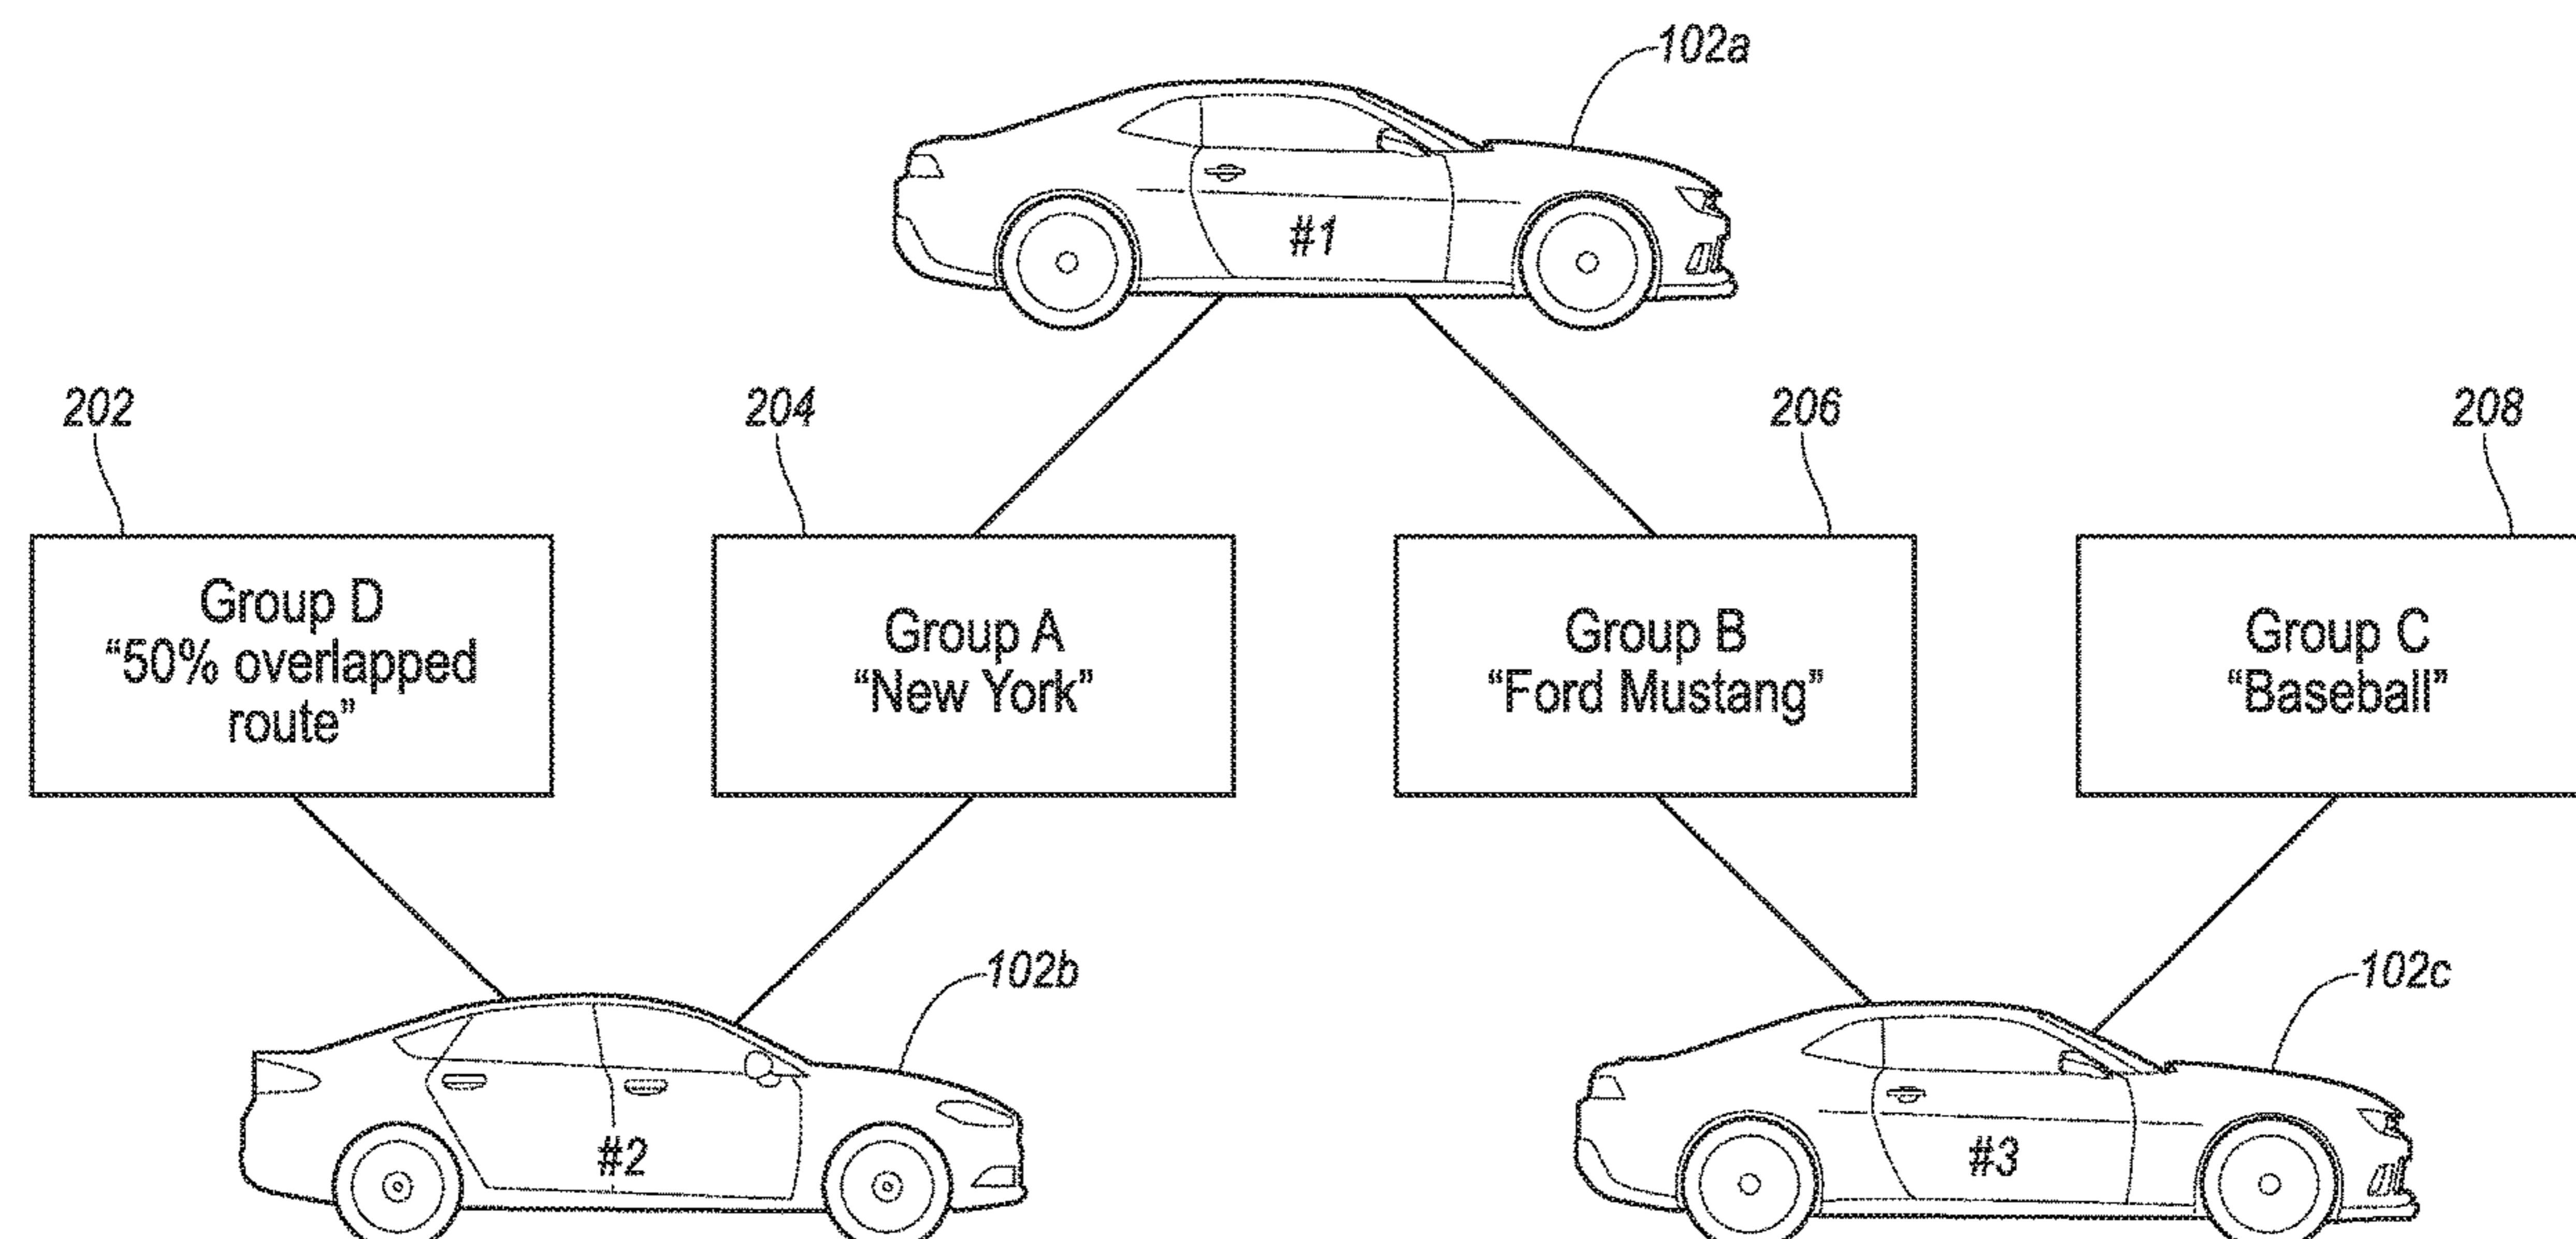 102a
#1
202
204
206
208
Group D
“50% overlapped
route”
Group A
“New York”
Group B
“Ford Mustang”
Group C
“Baseball”
102b
102c
#2
#3